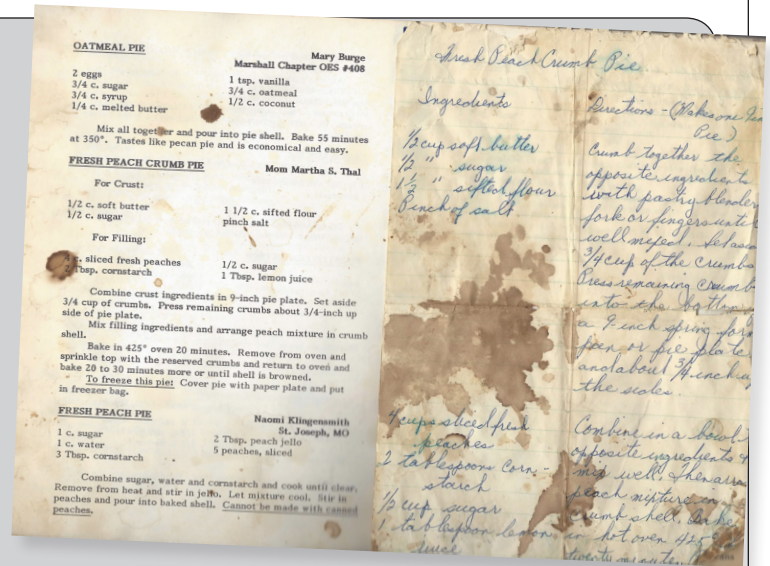 OATMEAL PIE
Mary Burge
Marshall Chapter OES #408
2 eggs
3/4 c. sugar
3/4 c. syrup
1/4 c. melted butter
1 tsp. vanilla
3/4 c. oatmeal
1/2 c. coconut
Mix all together and pour into pie shell. Bake 55 minutes
at 350°. Tastes like pecan pie and is economical and easy.
FRESH PEACH CRUMB PIE
Mom Martha S. Thal
For Crust:
1/2 c. soft butter
1/2 c. sugar
1 1/2 c. sifted flour
pinch salt
For Filling:
c. sliced fresh peaches
2 Tbsp. cornstarch
1/2 c. sugar
1 Tbsp. lemon juice
Combine crust ingredients in 9-inch pie plate. Set aside
3/4 cup of crumbs. Press remaining crumbs about 3/4-inch up
side of pie plate.
Mix filling ingredients and arrange peach mixture in crumb
shell.
Bake in 425° oven 20 minutes. Remove from oven and
sprinkle top with the reserved crumbs and return to oven and
bake 20 to 30 minutes more or until shell is browned.
To freeze this pie: Cover pie with paper plate and put
in freezer bag.
FRESH PEACH PIE
Naomi Klingensmith
St. Joseph, MO
1 c. sugar
1 c. water
3 Tbsp. cornstarch
2 Tbsp. peach jello
5 peaches, sliced
Combine sugar, water and cornstarch and cook until clear.
Remove from heat and stir in jello. Let mixture cool. Stir in
peaches and pour into baked shell. Cannot be made with canned
peaches.
Fresh Peach Crumb Pie
Ingredients
1/2 cup soft butter
1/2 " sugar
1 1/2 " sifted flour
Pinch of salt
4 cups sliced fresh
peaches
2 tablespoons corn-
starch
1/2 cup sugar
1 tablespoon lemon
juice
Directions - (Makes one
Pie)
Crumb together the
opposite ingredients
with pastry blender
fork or fingers until
well mixed. Set aside
3/4 cup of the crumbs
Press remaining crumbs
into the bottom
a 9-inch spring form
pan or pie plate
and about 3/4 inch up
the sides.
Combine in a bowl
opposite ingredients &
mix well. Then arrange
peach mixture in
crumb shell. Bake
in hot oven 425°
twenty minute